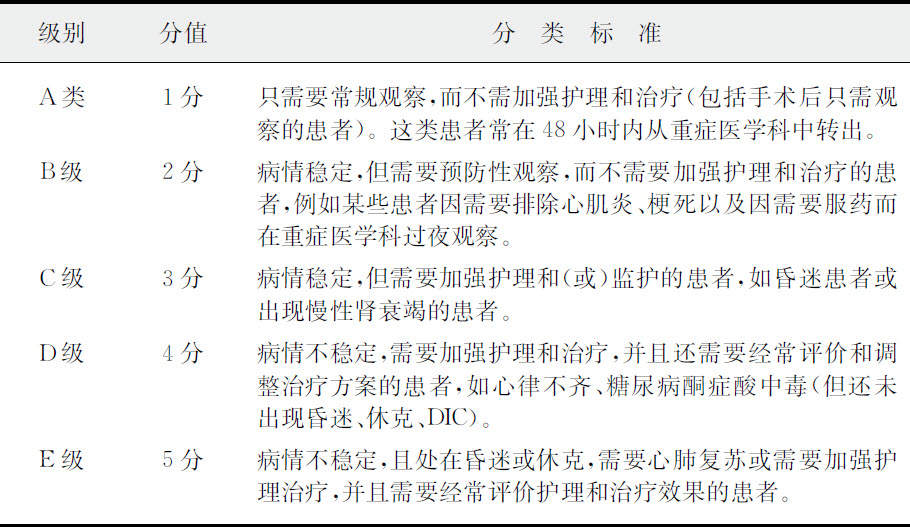 级别 分值 分 类 标 准
A类 1分 只需要常规观察,而不需加强护理和治疗(包括手术后只需观
察的患者)。这类患者常在48小时内从重症医学科中转出。
B级 2分 病情稳定,但需要预防性观察,而不需要加强护理和治疗的患
者,例如某些患者因需要排除心肌炎、梗死以及因需要服药而
在重症医学科过夜观察。
C级 3分 病情稳定,但需要加强护理和(或)监护的患者,如昏迷患者或
出现慢性肾衰竭的患者。
D级 4分 病情不稳定,需要加强护理和治疗,并且还需要经常评价和调
整治疗方案的患者,如心律不齐、糖尿病酮症酸中毒(但还未
出现昏迷、休克、DIC)。
E级 5分 病情不稳定,且处在昏迷或休克,需要心肺复苏或需要加强护
理治疗,并且需要经常评价护理和治疗效果的患者。